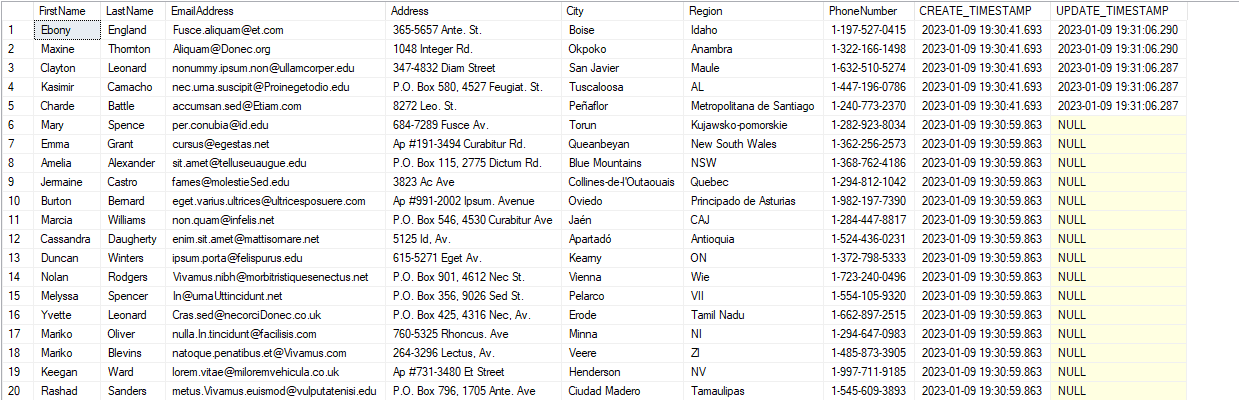 FirstName LastName EmailAddress Address City Region PhoneNumber CREATE_TIMESTAMP UPDATE_TIMESTAMP
1 Ebony England Fusce.aliquam@et.com 365-5657 Ante. St. Boise Idaho 1-197-527-0415 2023-01-09 19:30:41.693 2023-01-09 19:31:06.290
2 Maxine Thornton Aliquam@Donec.org 1048 Integer Rd. Okpoko Anambra 1-322-166-1498 2023-01-09 19:30:41.693 2023-01-09 19:31:06.290
3 Clayton Leonard nonummy.ipsum.non@ullamcorper.edu 347-4832 Diam Street San Javier Maule 1-632-510-5274 2023-01-09 19:30:41.693 2023-01-09 19:31:06.287
4 Kasimir Camacho nec.urna.suscipit@Proinegetodio.edu P.O. Box 580, 4527 Feugiat. St. Tuscaloosa AL 1-447-196-0786 2023-01-09 19:30:41.693 2023-01-09 19:31:06.287
5 Charde Battle accumsan.sed@Etiam.com 8272 Leo. St. Peñaflor Metropolitana de Santiago 1-240-773-2370 2023-01-09 19:30:41.693 2023-01-09 19:31:06.287
6 Mary Spence per.conubia@id.edu 684-7289 Fusce Av. Torun Kujawsko-pomorskie 1-282-923-8034 2023-01-09 19:30:59.863 NULL
7 Emma Grant cursus@egestas.net Ap #191-3494 Curabitur Rd. Queanbeyan New South Wales 1-362-256-2573 2023-01-09 19:30:59.863 NULL
8 Amelia Alexander sit.amet@telluseuaugue.edu P.O. Box 115, 2775 Dictum Rd. Blue Mountains NSW 1-368-762-4186 2023-01-09 19:30:59.863 NULL
9 Jermaine Castro fames@molestieSed.edu 3823 Ac Ave Collines-de-l'Outaouais Quebec 1-294-812-1042 2023-01-09 19:30:59.863 NULL
10 Burton Bernard eget.varius.ultrices@ultricesposuere.com Ap #991-2002 Ipsum. Avenue Oviedo Principado de Asturias 1-982-197-7390 2023-01-09 19:30:59.863 NULL
11 Marcia Williams non.quam@infelis.net P.O. Box 546, 4530 Curabitur Ave Jaén CAJ 1-284-447-8817 2023-01-09 19:30:59.863 NULL
12 Cassandra Daugherty enim.sit.amet@mattisornare.net 5125 Id, Av. Apartadó Antioquia 1-524-436-0231 2023-01-09 19:30:59.863 NULL
13 Duncan Winters ipsum.porta@felispurus.edu 615-5271 Eget Av. Kearny ON 1-372-798-5333 2023-01-09 19:30:59.863 NULL
14 Nolan Rodgers Vivamus.nibh@morbitristiquesenectus.net P.O. Box 901, 4612 Nec St. Vienna Wie 1-723-240-0496 2023-01-09 19:30:59.863 NULL
15 Melyssa Spencer In@urnaUttincidunt.net P.O. Box 356, 9026 Sed St. Pelarco VII 1-554-105-9320 2023-01-09 19:30:59.863 NULL
16 Yvette Leonard Cras.sed@necorciDonec.co.uk P.O. Box 425, 4316 Nec, Av. Erode Tamil Nadu 1-662-897-2515 2023-01-09 19:30:59.863 NULL
17 Mariko Oliver nulla.In.tincidunt@facilisis.com 760-5325 Rhoncus. Ave Minna NI 1-294-647-0983 2023-01-09 19:30:59.863 NULL
18 Mariko Blevins natoque.penatibus.et@Vivamus.com 264-3296 Lectus, Av. Veere ZI 1-485-873-3905 2023-01-09 19:30:59.863 NULL
19 Keegan Ward lorem.vitae@miloremvehicula.co.uk Ap #731-3480 Et Street Henderson NV 1-997-711-9185 2023-01-09 19:30:59.863 NULL
20 Rashad Sanders metus.Vivamus.euismod@vulputatenisi.edu P.O. Box 796, 1705 Ante. Ave Ciudad Madero Tamaulipas 1-545-609-3893 2023-01-09 19:30:59.863 NULL